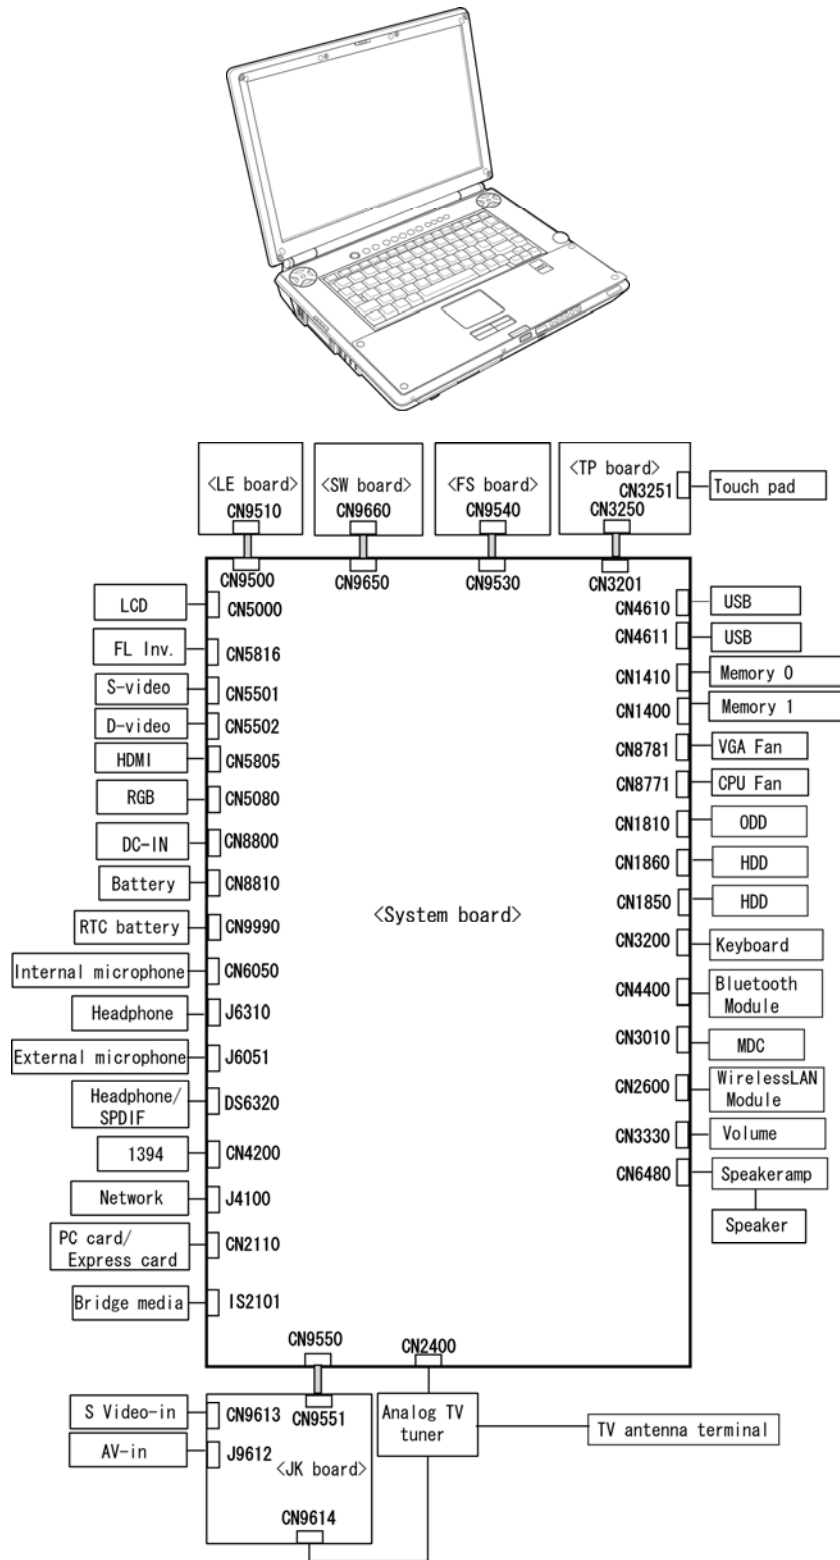 <LE board>
CN9510
<SW board>
CN9660
<FS board>
CN9540
<TP board>
CN3251
CN3250
Touch pad
CN9500
CN9650
CN9530
CN3201
LCD
CN5000
FL Inv.
CN5816
S-video
CN5501
D-video
CN5502
HDMI
CN5805
RGB
CN5080
DC-IN
CN8800
Battery
CN8810
RTC battery
CN9990
Internal microphone
CN6050
Headphone
J6310
External microphone
J6051
Headphone/
SPDIF
DS6320
1394
CN4200
Network
J4100
PC card/
Express card
CN2110
Bridge media
IS2101
<System board>
CN4610
USB
CN4611
USB
CN1410
Memory 0
CN1400
Memory 1
CN8781
VGA Fan
CN8771
CPU Fan
CN1810
ODD
CN1860
HDD
CN1850
HDD
CN3200
Keyboard
CN4400
Bluetooth
Module
CN3010
MDC
CN2600
WirelessLAN
Module
CN3330
Volume
CN6480
Speakeramp
Speaker
CN9550
CN2400
S Video-in
CN9613
CN9551
AV-in
J9612
<JK board>
CN9614
Analog TV
tuner
TV antenna terminal